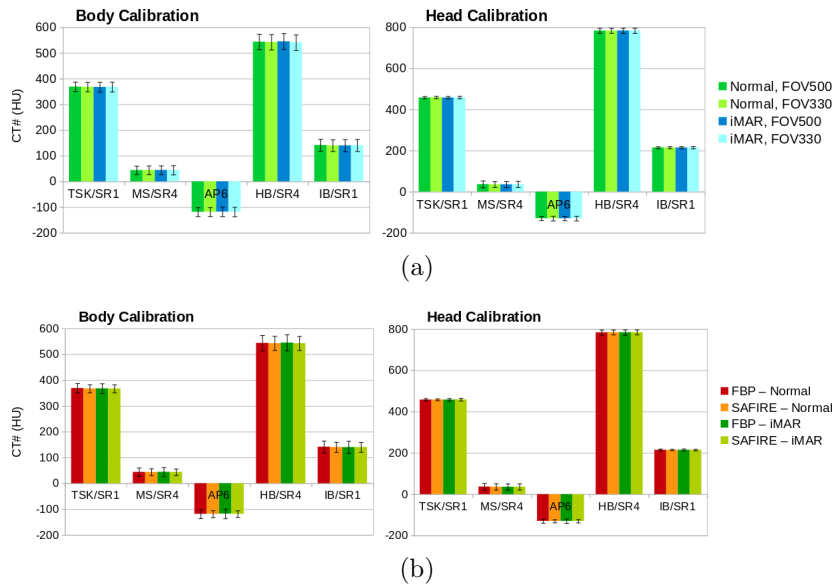 Body Calibration
600
500
400
300
200
100
0
-100
-200
CT# (HU)
TSK/SR1 MS/SR4 AP6 HB/SR4 IB/SR1
Head Calibration
800
600
400
200
0
-200
TSK/SR1 MS/SR4 AP6 HB/SR4 IB/SR1
Normal, FOV500
Normal, FOV330
iMAR, FOV500
iMAR, FOV330
(a)
Body Calibration
600
500
400
300
200
100
0
-100
-200
CT# (HU)
TSK/SR1 MS/SR4 AP6 HB/SR4 IB/SR1
Head Calibration
800
600
400
200
0
-200
TSK/SR1 MS/SR4 AP6 HB/SR4 IB/SR1
FBP – Normal
SAFIRE – Normal
FBP – iMAR
SAFIRE – iMAR
(b)